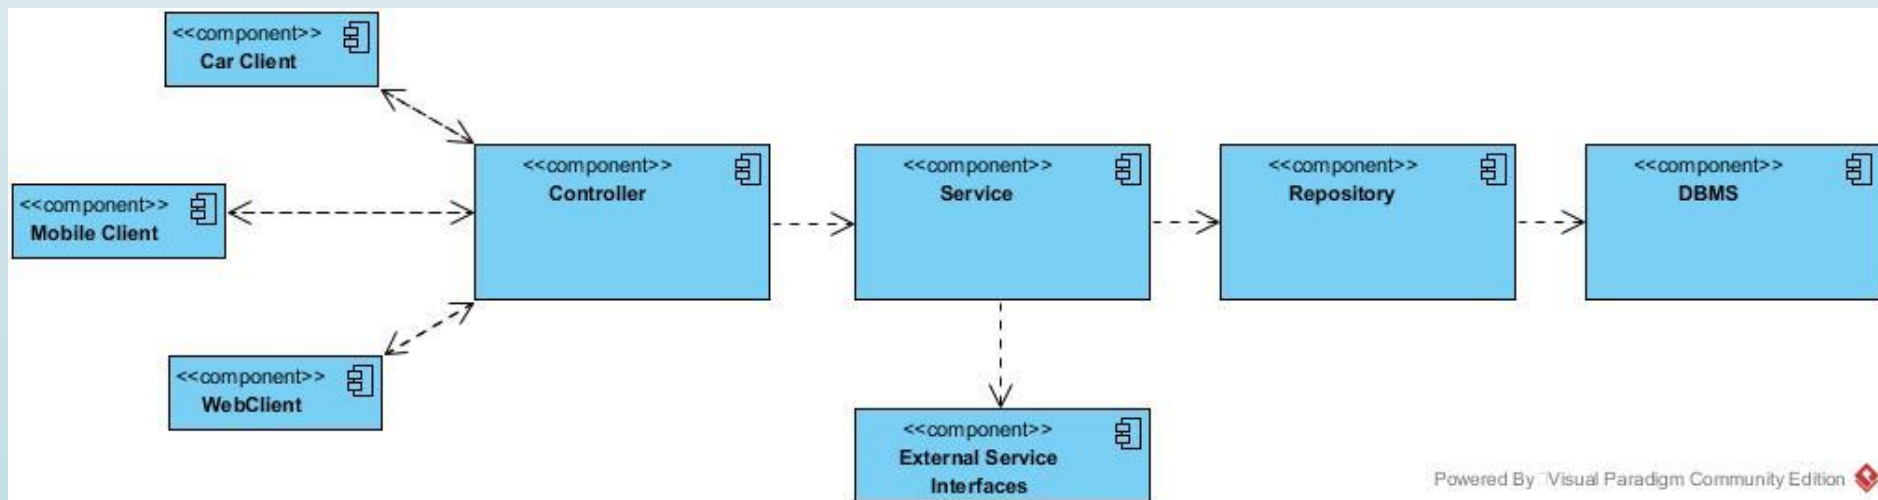 <<component>>
Car Client
<<component>>
Mobile Client
<<component>>
WebClient
<<component>>
Controller
<<component>>
Service
<<component>>
Repository
<<component>>
DBMS
<<component>>
External Service
Interfaces
Powered By Visual Paradigm Community Edition